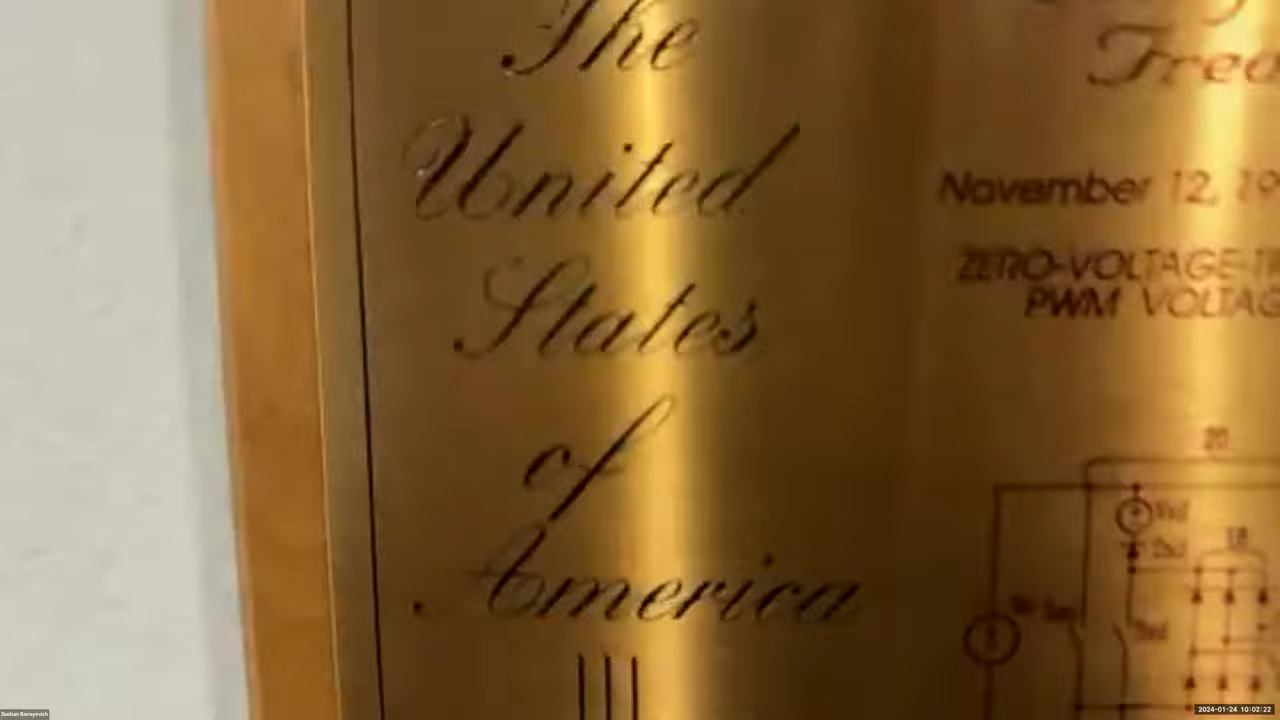 The
United
States
of
America
November 12, 19
ZERO-VOLTAGE-TR
PWM VOLTAG
20
18
Dushan Boroyevich
2024-01-24 10:02:22